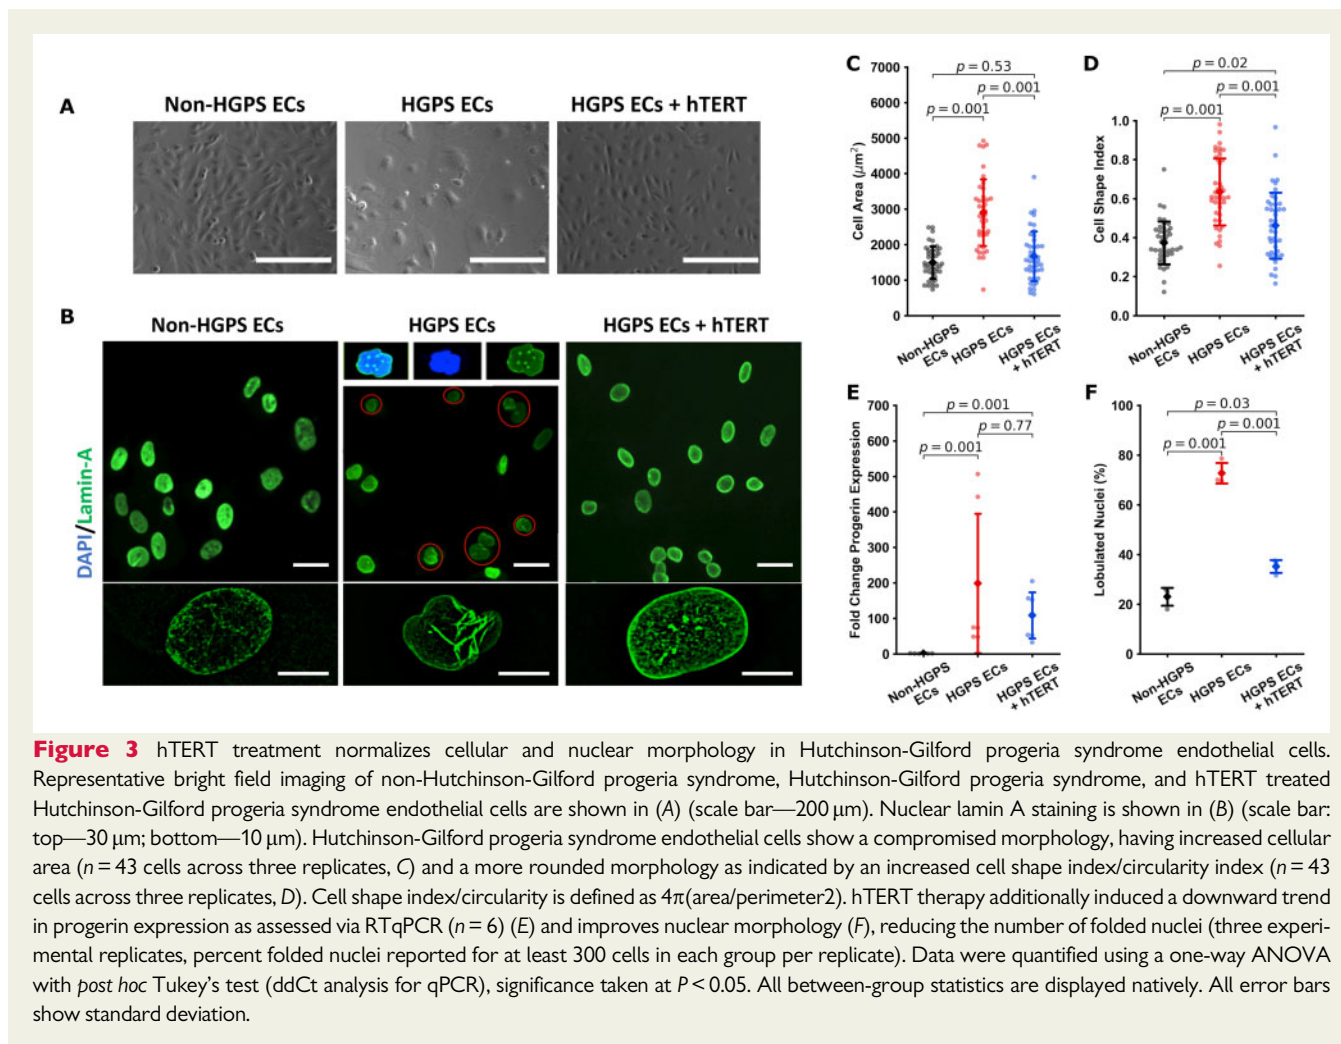 A
Non-HGPS ECs
HGPS ECs
HGPS ECs + hTERT
B
Non-HGPS ECs
HGPS ECs
HGPS ECs + hTERT
DAPI/Lamin-A
C
p = 0.53
p = 0.001
p = 0.001
7000
6000
5000
4000
3000
2000
1000
0
Cell Area (μm²)
Non-HGPS
ECs
HGPS ECs
HGPS ECs
+ hTERT
D
p = 0.02
p = 0.001
p = 0.001
1.0
0.8
0.6
0.4
0.2
0.0
Cell Shape Index
Non-HGPS
ECs
HGPS ECs
HGPS ECs
+ hTERT
E
p = 0.001
p = 0.77
p = 0.001
700
600
500
400
300
200
100
0
Fold Change Progerin Expression
Non-HGPS
ECs
HGPS ECs
HGPS ECs
+ hTERT
F
p = 0.03
p = 0.001
p = 0.001
100
80
60
40
20
0
Lobulated Nuclei (%)
Non-HGPS
ECs
HGPS ECs
HGPS ECs
+ hTERT
Figure 3 hTERT treatment normalizes cellular and nuclear morphology in Hutchinson-Gilford progeria syndrome endothelial cells.
Representative bright field imaging of non-Hutchinson-Gilford progeria syndrome, Hutchinson-Gilford progeria syndrome, and hTERT treated
Hutchinson-Gilford progeria syndrome endothelial cells are shown in (A) (scale bar—200 μm). Nuclear lamin A staining is shown in (B) (scale bar:
top—30 μm; bottom—10 μm). Hutchinson-Gilford progeria syndrome endothelial cells show a compromised morphology, having increased cellular
area (n = 43 cells across three replicates, C) and a more rounded morphology as indicated by an increased cell shape index/circularity index (n = 43
cells across three replicates, D). Cell shape index/circularity is defined as 4π(area/perimeter2). hTERT therapy additionally induced a downward trend
in progerin expression as assessed via RTqPCR (n = 6) (E) and improves nuclear morphology (F), reducing the number of folded nuclei (three experi-
mental replicates, percent folded nuclei reported for at least 300 cells in each group per replicate). Data were quantified using a one-way ANOVA
with post hoc Tukey's test (ddCt analysis for qPCR), significance taken at P < 0.05. All between-group statistics are displayed natively. All error bars
show standard deviation.